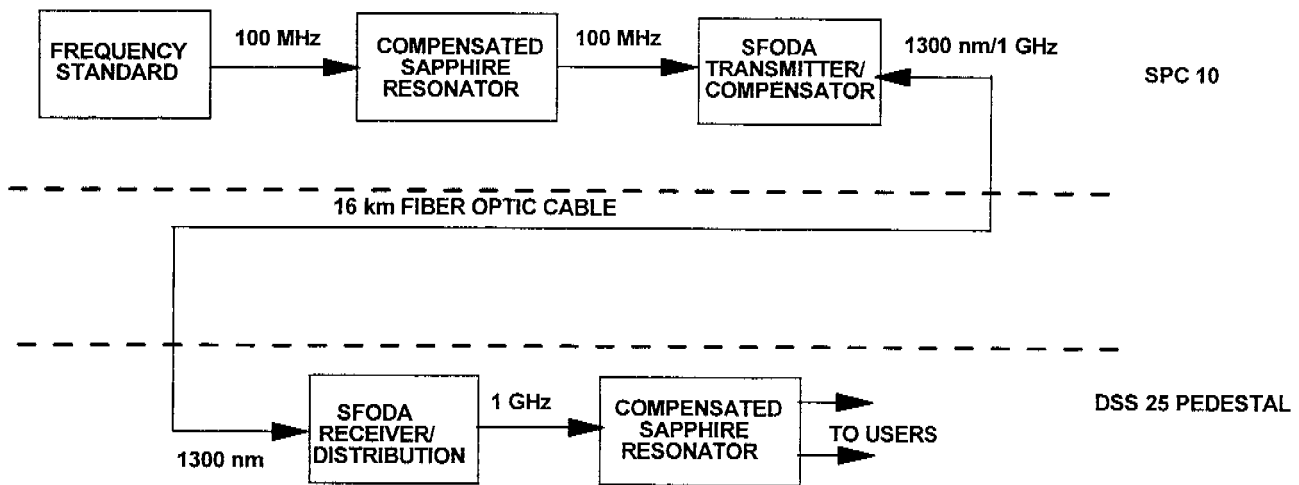 FREQUENCY
STANDARD
100 MHz
COMPENSATED
SAPPHIRE
RESONATOR
100 MHz
SFODA
TRANSMITTER/
COMPENSATOR
1300 nm/1 GHz
SPC 10
16 km FIBER OPTIC CABLE
1300 nm
SFODA
RECEIVER/
DISTRIBUTION
1 GHz
COMPENSATED
SAPPHIRE
RESONATOR
TO USERS
DSS 25 PEDESTAL